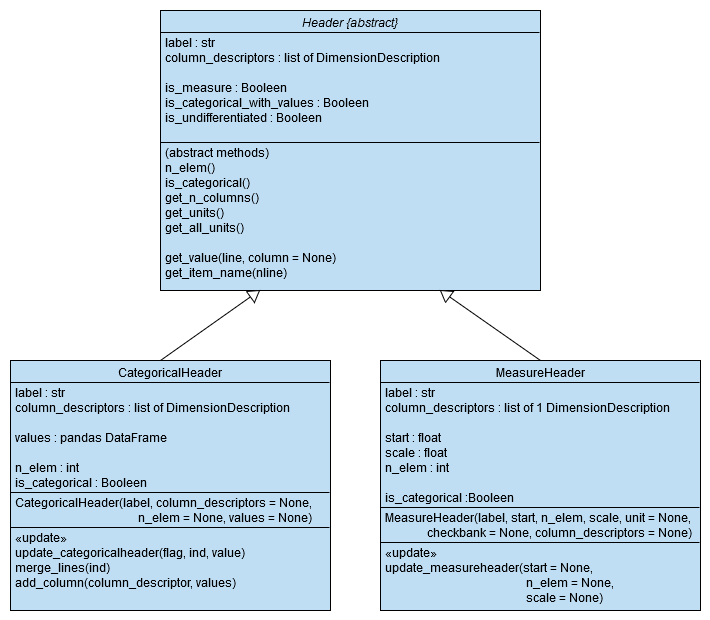 Header {abstract}
label : str
column_descriptors : list of DimensionDescription
is_measure : Booleen
is_categorical_with_values : Booleen
is_undifferentiated : Booleen
(abstract methods)
n_elem()
is_categorical()
get_n_columns()
get_units()
get_all_units()
get_value(line, column = None)
get_item_name(nline)
CategoricalHeader
label : str
column_descriptors : list of DimensionDescription
values : pandas DataFrame
n_elem : int
is_categorical : Booleen
CategoricalHeader(label, column_descriptors = None,
n_elem = None, values = None)
«update»
update_categoricalheader(flag, ind, value)
merge_lines(ind)
add_column(column_descriptor, values)
MeasureHeader
label : str
column_descriptors : list of 1 DimensionDescription
start : float
scale : float
n_elem : int
is_categorical :Booleen
MeasureHeader(label, start, n_elem, scale, unit = None,
checkbank = None, column_descriptors = None)
«update»
update_measureheader(start = None,
n_elem = None,
scale = None)